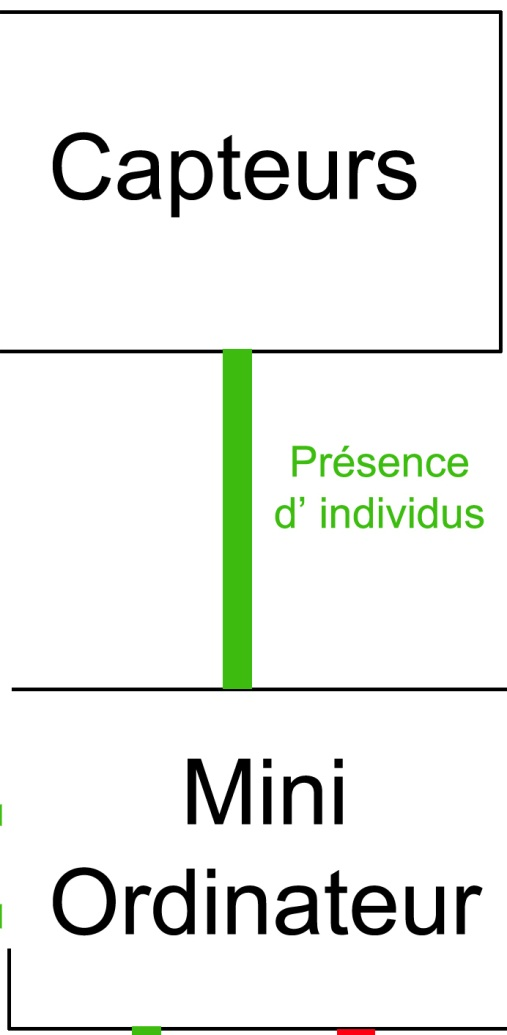 Capteurs
Présence
d’ individus
Mini
Ordinateur